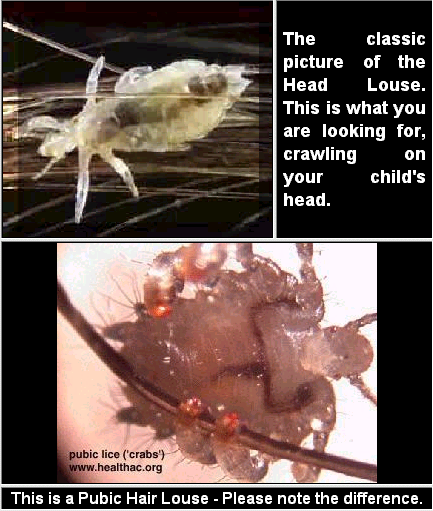 The classic
picture of the
Head Louse.
This is what you
are looking for,
crawling on
your child's
head.
pubic lice ('crabs')
www.healthac.org
This is a Pubic Hair Louse - Please note the difference.